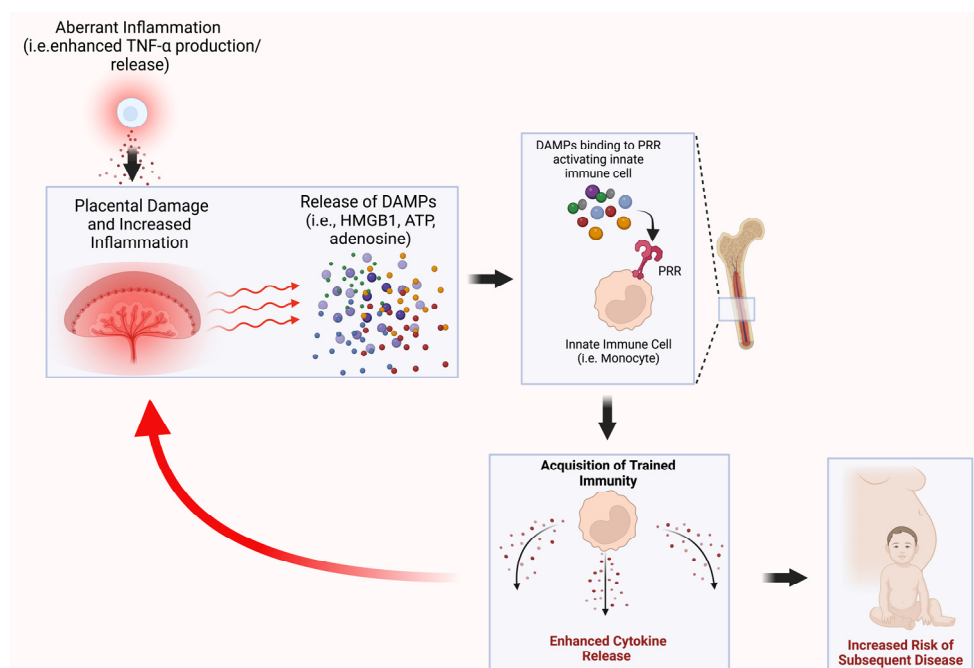 Aberrant Inflammation
(i.e.enhanced TNF-α production/
release)
Placental Damage
and Increased
Inflammation
Release of DAMPs
(i.e., HMGB1, ATP,
adenosine)
DAMPs binding to PRR
activating innate
immune cell
PRR
Innate Immune Cell
(i.e. Monocyte)
Acquisition of Trained
Immunity
Enhanced Cytokine
Release
Increased Risk of
Subsequent Disease